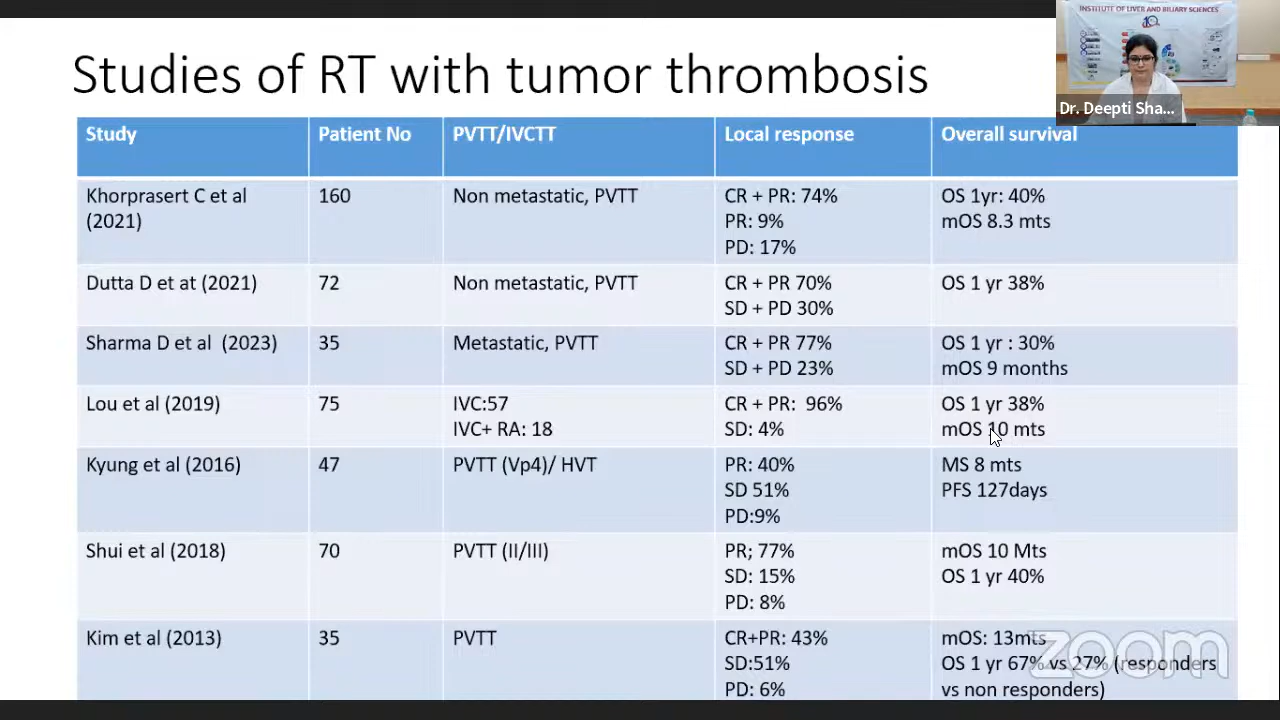 INSTITUTE OF LIVER AND BILIARY SCIENCES
Dr. Deepti Sha...
Studies of RT with tumor thrombosis
Study Patient No PVTT/IVCTT Local response Overall survival
Khorprasert C et al 160 Non metastatic, PVTT CR + PR: 74% OS 1yr: 40%
(2021) PR: 9% mOS 8.3 mts
PD: 17%
Dutta D et at (2021) 72 Non metastatic, PVTT CR + PR 70% OS 1 yr 38%
SD + PD 30%
Sharma D et al (2023) 35 Metastatic, PVTT CR + PR 77% OS 1 yr : 30%
SD + PD 23% mOS 9 months
Lou et al (2019) 75 IVC:57 CR + PR: 96% OS 1 yr 38%
IVC+ RA: 18 SD: 4% mOS 10 mts
Kyung et al (2016) 47 PVTT (Vp4)/ HVT PR: 40% MS 8 mts
SD 51% PFS 127days
PD:9%
Shui et al (2018) 70 PVTT (II/III) PR; 77% mOS 10 Mts
SD: 15% OS 1 yr 40%
PD: 8%
Kim et al (2013) 35 PVTT CR+PR: 43% mOS: 13mts
SD:51% OS 1 yr 67% vs 27% (responders
PD: 6% vs non responders)
zoom